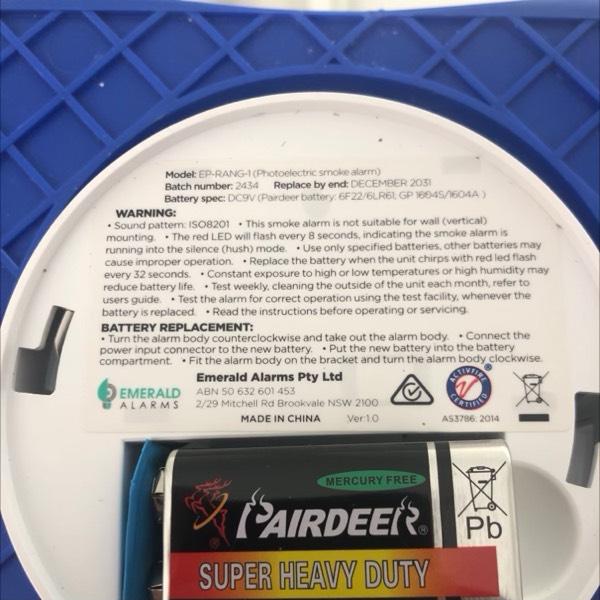 Model: EP-RANG-1 (Photoelectric smoke alarm)
Batch number: 2434 Replace by end: DECEMBER 2031
Battery spec: DC9V (Pairdeer battery: 6F22/6LR61, GP 1604S/1604A )
WARNING:
• Sound pattern: ISO8201 • This smoke alarm is not suitable for wall (vertical)
mounting. • The red LED will flash every 8 seconds, indicating the smoke alarm is
running into the silence (hush) mode. • Use only specified batteries, other batteries may
cause improper operation. • Replace the battery when the unit chirps with red led flash
every 32 seconds. • Constant exposure to high or low temperatures or high humidity may
reduce battery life. • Test weekly, cleaning the outside of the unit each month, refer to
users guide. • Test the alarm for correct operation using the test facility, whenever the
battery is replaced. • Read the instructions before operating or servicing.
BATTERY REPLACEMENT:
• Turn the alarm body counterclockwise and take out the alarm body. • Connect the
power input connector to the new battery. • Put the new battery into the battery
compartment. • Fit the alarm body on the bracket and turn the alarm body clockwise.
EMERALD
ALARMS
Emerald Alarms Pty Ltd
ABN 50 632 601 453
2/29 Mitchell Rd Brookvale NSW 2100
MADE IN CHINA Ver:1.0
ACTIVFIRE
CERTIFIED
AS3786: 2014
MERCURY FREE
PAIRDEER®
SUPER HEAVY DUTY
Pb